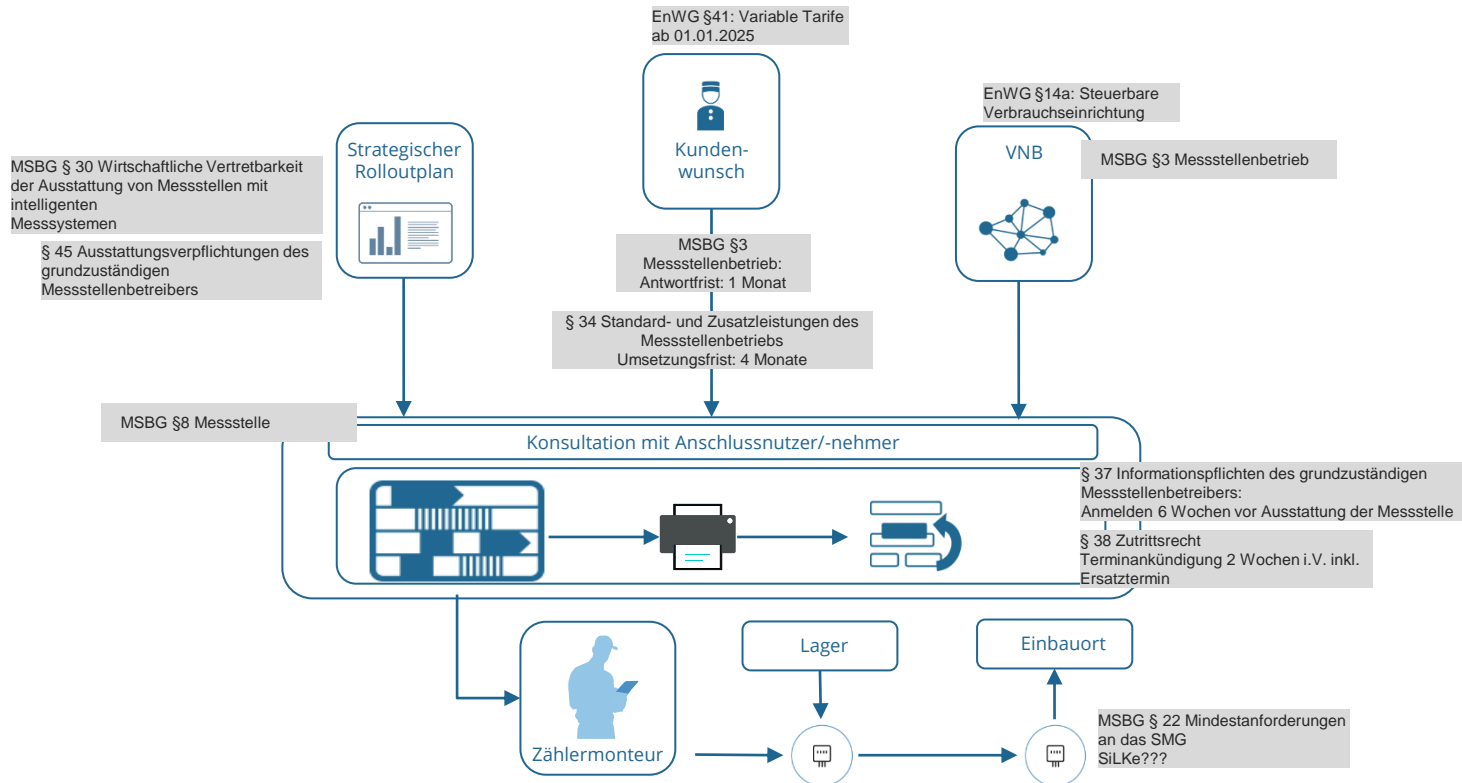 EnWG §41: Variable Tarife
ab 01.01.2025
Kunden-
wunsch
EnWG §14a: Steuerbare
Verbrauchseinrichtung
VNB
MSBG §3 Messstellenbetrieb
Strategischer
Rolloutplan
MSBG § 30 Wirtschaftliche Vertretbarkeit
der Ausstattung von Messstellen mit
intelligenten
Messsystemen
§ 45 Ausstattungsverpflichtungen des
grundzuständigen
Messstellenbetreibers
MSBG §3
Messstellenbetrieb:
Antwortfrist: 1 Monat
§ 34 Standard- und Zusatzleistungen des
Messstellenbetriebs
Umsetzungsfrist: 4 Monate
MSBG §8 Messstelle
Konsultation mit Anschlussnutzer/-nehmer
§ 37 Informationspflichten des grundzuständigen
Messstellenbetreibers:
Anmelden 6 Wochen vor Ausstattung der Messstelle
§ 38 Zutrittsrecht
Terminankündigung 2 Wochen i.V. inkl.
Ersatztermin
Zählermonteur
Lager
Einbauort
MSBG § 22 Mindestanforderungen
an das SMG
SiLKe???